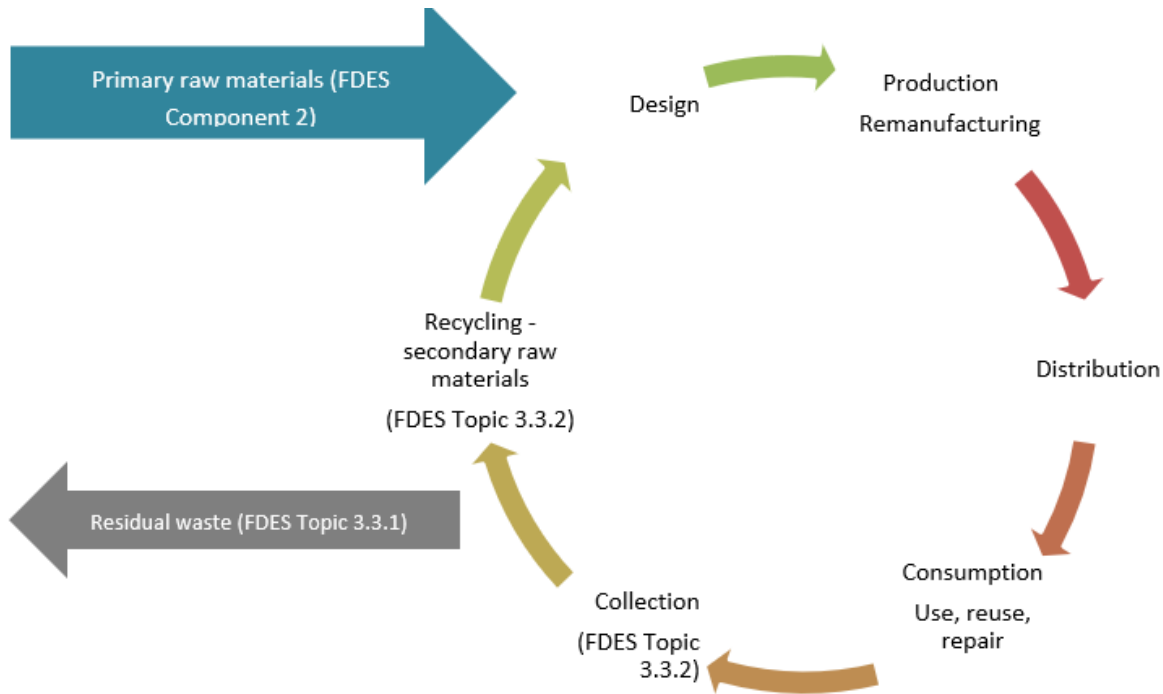 Primary raw materials (FDES
Component 2)
Design
Production
Remanufacturing
Distribution
Consumption
Use, reuse,
repair
Collection
(FDES Topic
3.3.2)
Recycling -
secondary raw
materials
(FDES Topic 3.3.2)
Residual waste (FDES Topic 3.3.1)